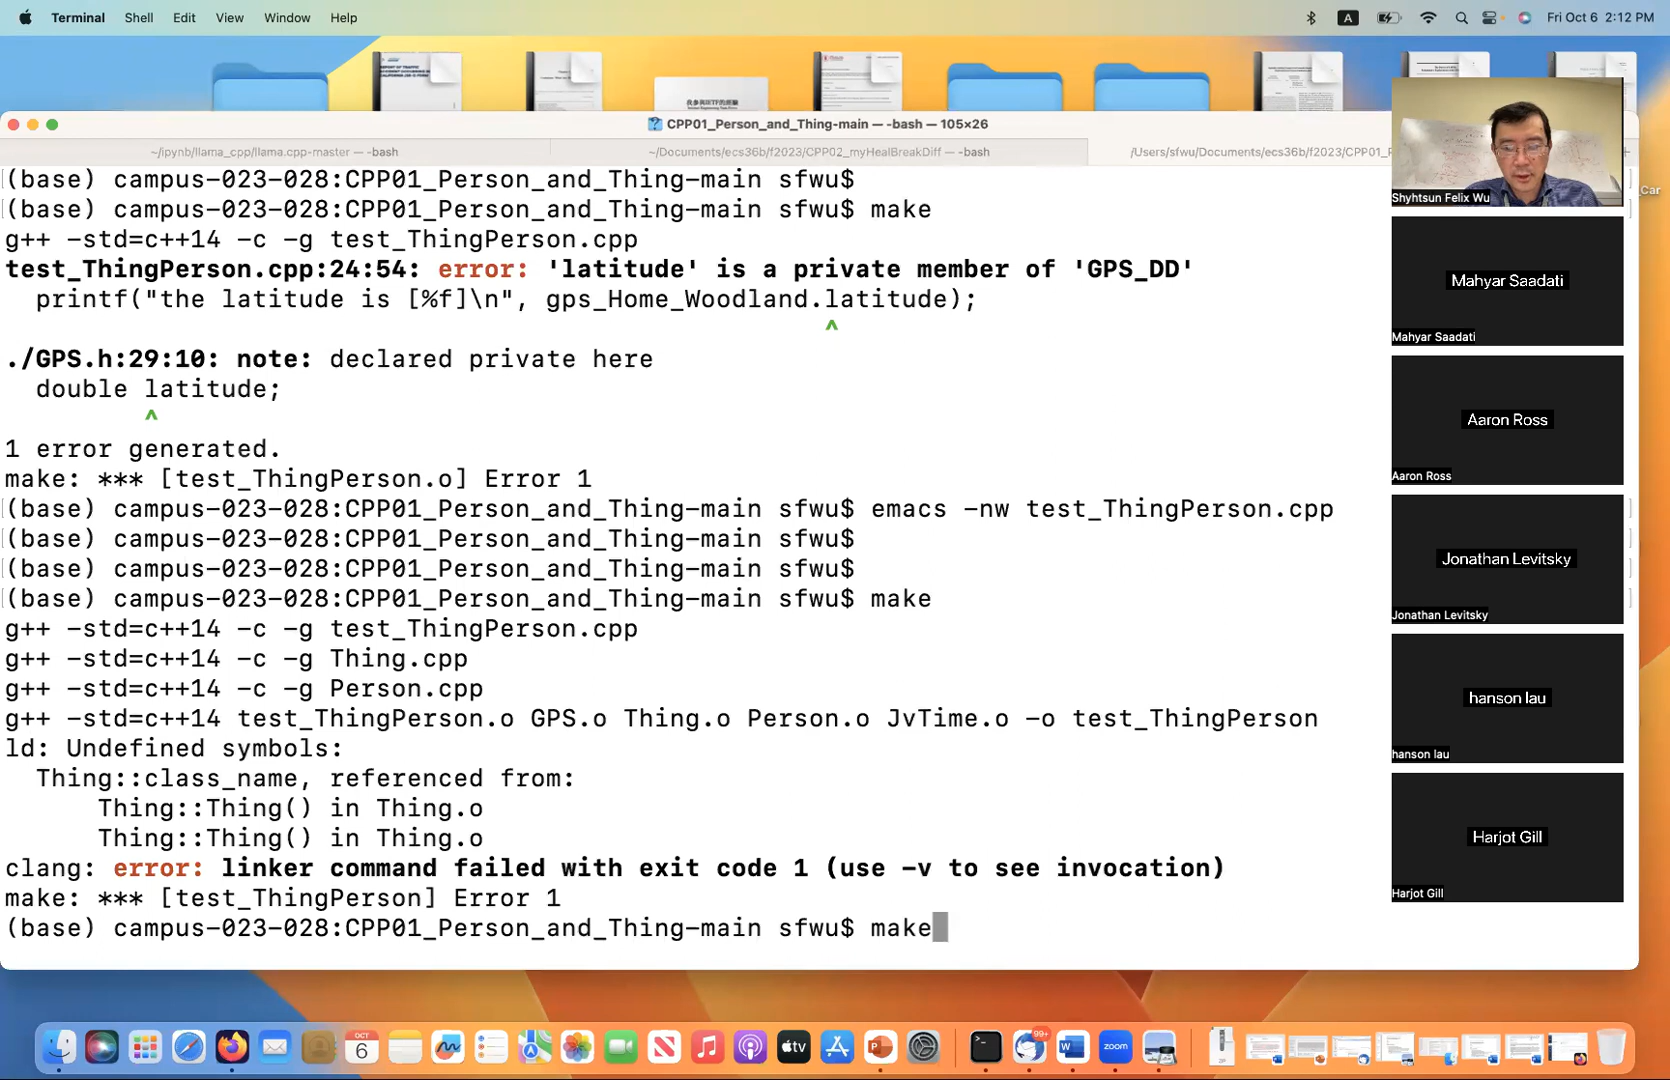 Terminal Shell Edit View Window Help
A
Fri Oct 6 2:12 PM
CPP01_Person_and_Thing-main — -bash — 105×26
~/ipynb/llama_cpp/llama.cpp-master — -bash
~/Documents/ecs36b/f2023/CPP02_myHealBreakDiff — -bash
/Users/sfwu/Documents/ecs36b/f2023/CPP01_P
(base) campus-023-028:CPP01_Person_and_Thing-main sfwu$
(base) campus-023-028:CPP01_Person_and_Thing-main sfwu$ make
g++ -std=c++14 -c -g test_ThingPerson.cpp
test_ThingPerson.cpp:24:54: error: 'latitude' is a private member of 'GPS_DD'
printf("the latitude is [%f]\n", gps_Home_Woodland.latitude);
^
./GPS.h:29:10: note: declared private here
double latitude;
^
1 error generated.
make: *** [test_ThingPerson.o] Error 1
(base) campus-023-028:CPP01_Person_and_Thing-main sfwu$ emacs -nw test_ThingPerson.cpp
(base) campus-023-028:CPP01_Person_and_Thing-main sfwu$
(base) campus-023-028:CPP01_Person_and_Thing-main sfwu$
(base) campus-023-028:CPP01_Person_and_Thing-main sfwu$ make
g++ -std=c++14 -c -g test_ThingPerson.cpp
g++ -std=c++14 -c -g Thing.cpp
g++ -std=c++14 -c -g Person.cpp
g++ -std=c++14 test_ThingPerson.o GPS.o Thing.o Person.o JvTime.o -o test_ThingPerson
ld: Undefined symbols:
Thing::class_name, referenced from:
Thing::Thing() in Thing.o
Thing::Thing() in Thing.o
clang: error: linker command failed with exit code 1 (use -v to see invocation)
make: *** [test_ThingPerson] Error 1
(base) campus-023-028:CPP01_Person_and_Thing-main sfwu$ make
Shyhtsun Felix Wu
Car
Mahyar Saadati
Mahyar Saadati
Aaron Ross
Aaron Ross
Jonathan Levitsky
Jonathan Levitsky
hanson lau
hanson lau
Harjot Gill
Harjot Gill
OCT
6
tv
99+
zoom